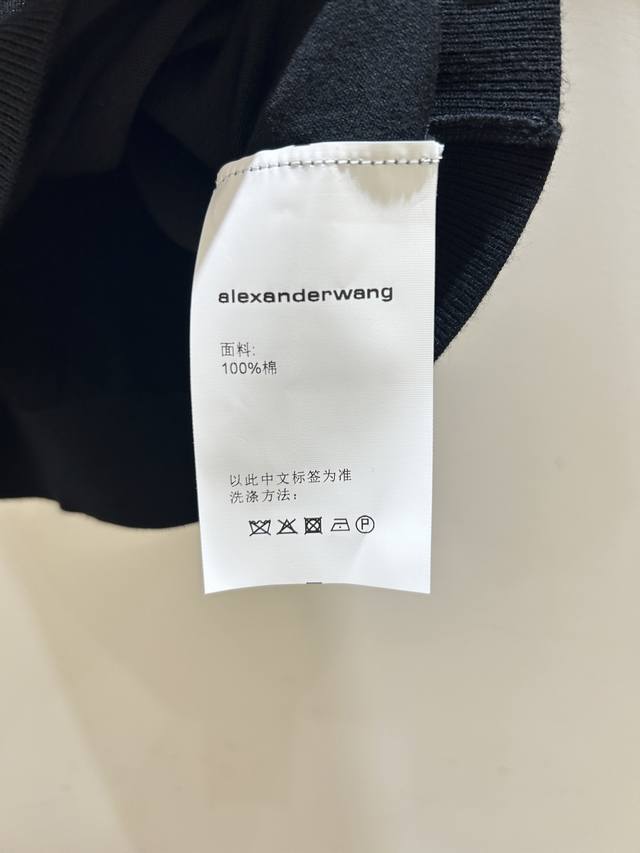 alexanderwang
面料:
100%棉
以此中文标签为准
洗涤方法:
P